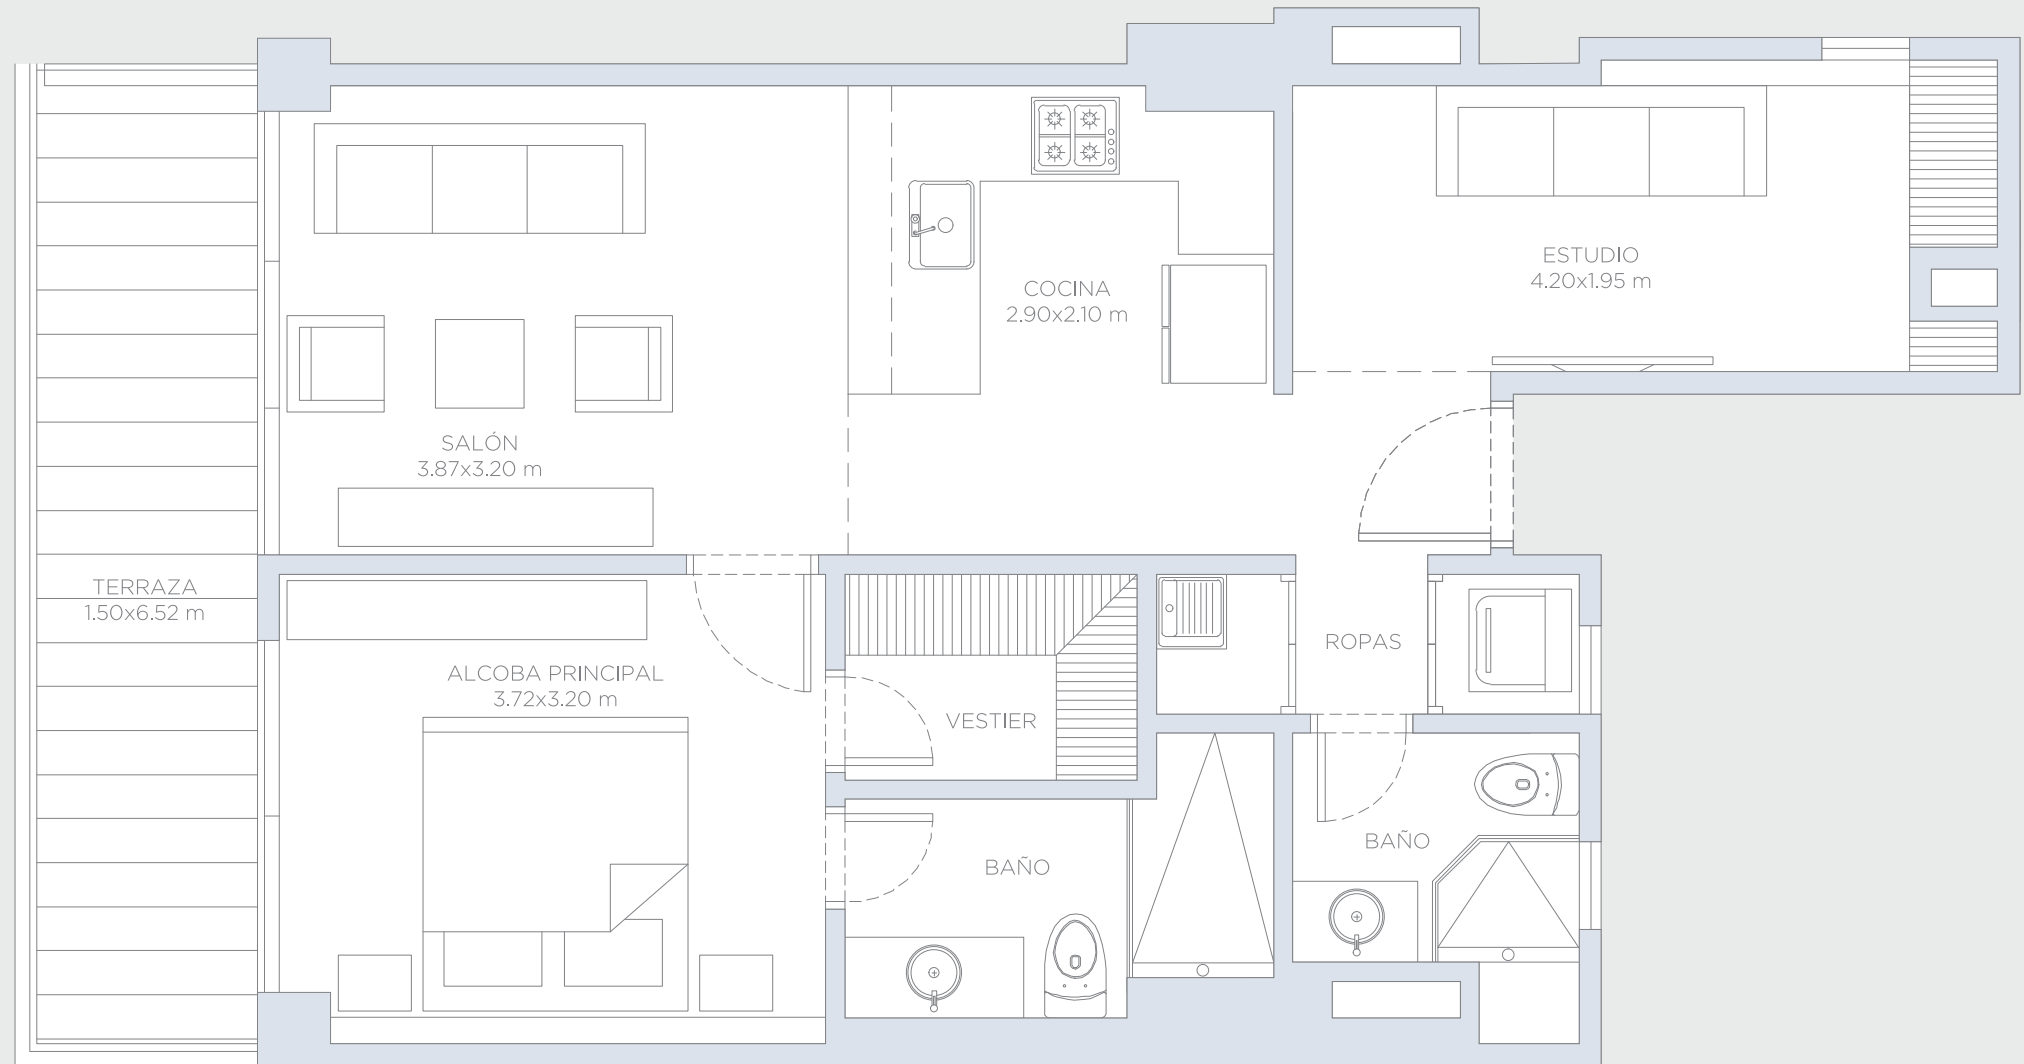 ESTUDIO
4.20x1.95 m
COCINA
2.90x2.10 m
SALÓN
3.87x3.20 m
TERRAZA
1.50x6.52 m
ROPAS
ALCOBA PRINCIPAL
3.72x3.20 m
VESTIER
BAÑO
BAÑO